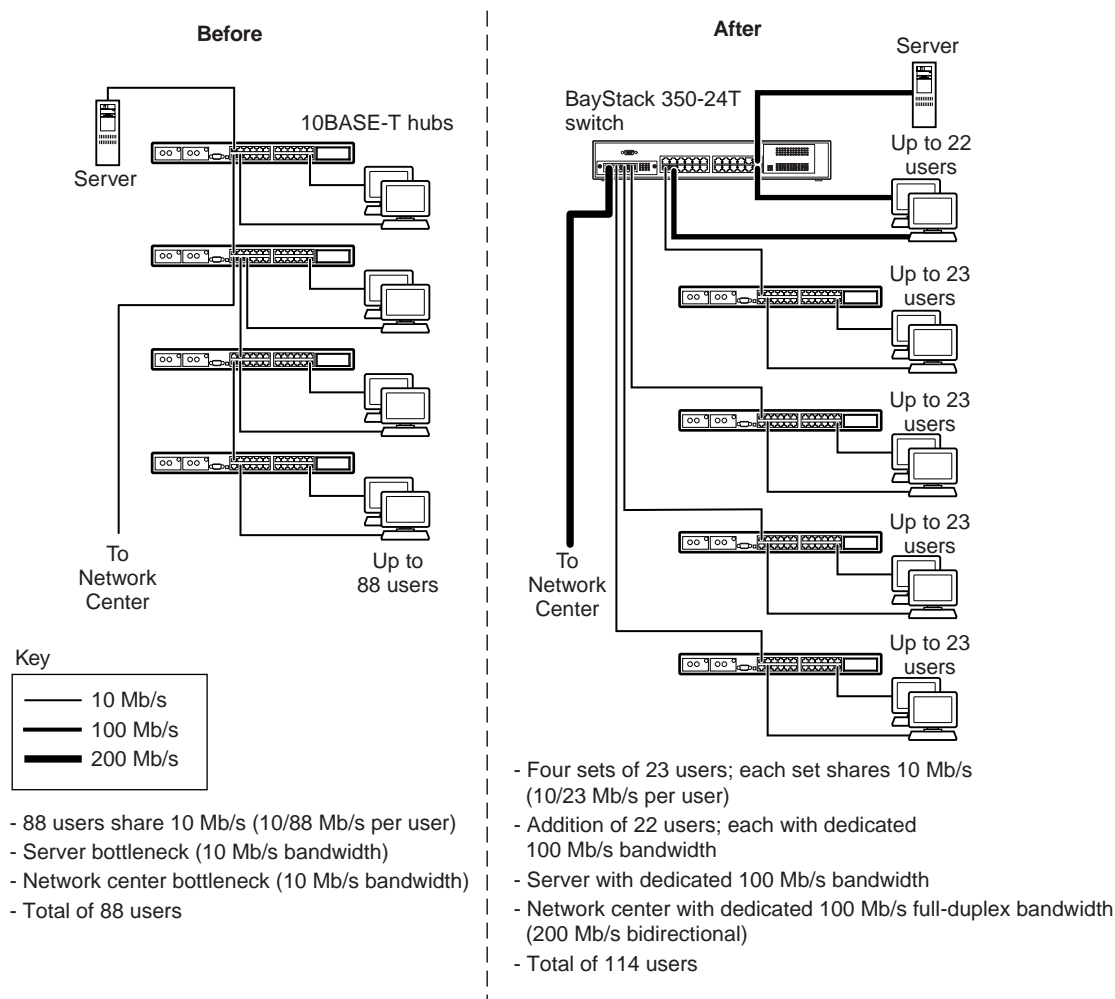 Before
Server
10BASE-T hubs
To
Network
Center
Up to
88 users
Key
10 Mb/s
100 Mb/s
200 Mb/s
- 88 users share 10 Mb/s (10/88 Mb/s per user)
- Server bottleneck (10 Mb/s bandwidth)
- Network center bottleneck (10 Mb/s bandwidth)
- Total of 88 users
After
Server
BayStack 350-24T
switch
Up to 22
users
Up to 23
users
Up to 23
users
Up to 23
users
To
Network
Center
Up to 23
users
- Four sets of 23 users; each set shares 10 Mb/s
(10/23 Mb/s per user)
- Addition of 22 users; each with dedicated
100 Mb/s bandwidth
- Server with dedicated 100 Mb/s bandwidth
- Network center with dedicated 100 Mb/s full-duplex bandwidth
(200 Mb/s bidirectional)
- Total of 114 users